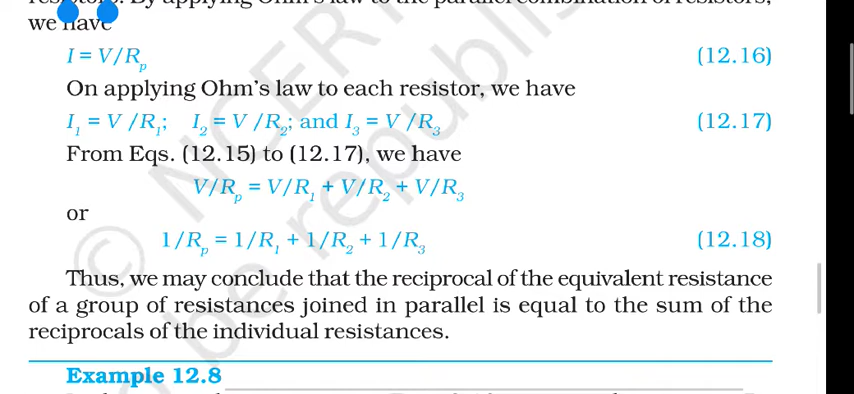 we have
I = V/Rp (12.16)
On applying Ohm's law to each resistor, we have
I1 = V /R1; I2 = V /R2; and I3 = V /R3 (12.17)
From Eqs. (12.15) to (12.17), we have
V/Rp = V/R1 + V/R2 + V/R3
or
1/Rp = 1/R1 + 1/R2 + 1/R3 (12.18)
Thus, we may conclude that the reciprocal of the equivalent resistance
of a group of resistances joined in parallel is equal to the sum of the
reciprocals of the individual resistances.
Example 12.8
© NCERT
be republis